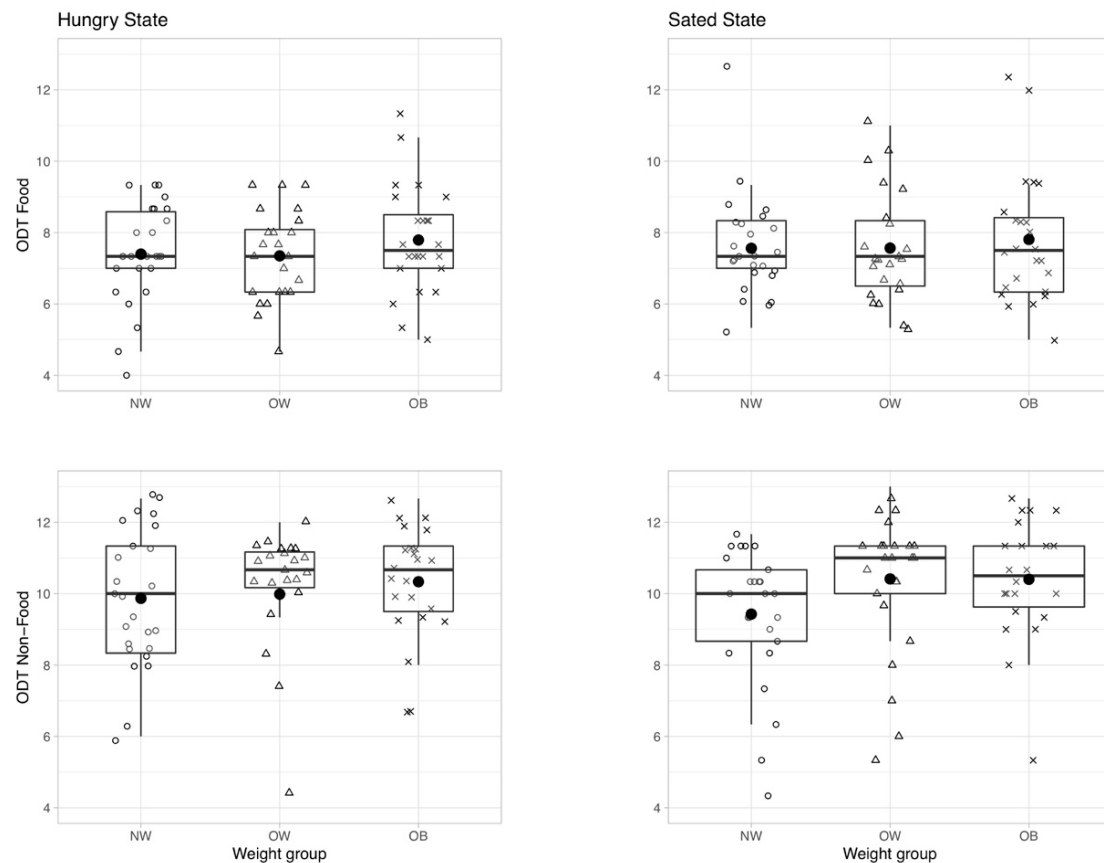 Hungry State
Sated State
ODT Food
12
10
8
6
4
NW OW OB
12
10
8
6
4
NW OW OB
ODT Non-Food
12
10
8
6
4
NW OW OB
Weight group
12
10
8
6
4
NW OW OB
Weight group